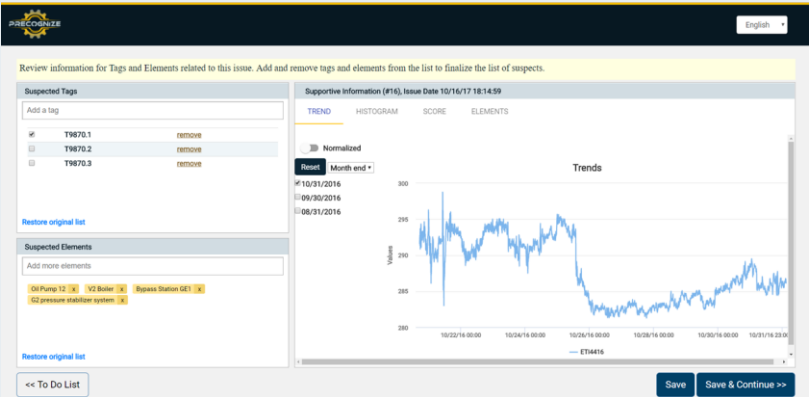 PRECOGNIZE
English
Review information for Tags and Elements related to this issue. Add and remove tags and elements from the list to finalize the list of suspects.
Suspected Tags
Add a tag
T9870.1 remove
T9870.2 remove
T9870.3 remove
Restore original list
Suspected Elements
Add more elements
Oil Pump 12 x V2 Boiler x Bypass Station GE1 x
G2 pressure stabilizer system x
Restore original list
Supportive Information (#16), Issue Date 10/16/17 18:14:59
TREND HISTOGRAM SCORE ELEMENTS
Normalized
Reset Month end
10/31/2016
09/30/2016
08/31/2016
Trends
Values
300
295
290
285
280
10/22/16 00:00 10/24/16 00:00 10/26/16 00:00 10/28/16 00:00 10/30/16 00:00 10/31/16 23:00
ETI4416
<< To Do List
Save Save & Continue >>